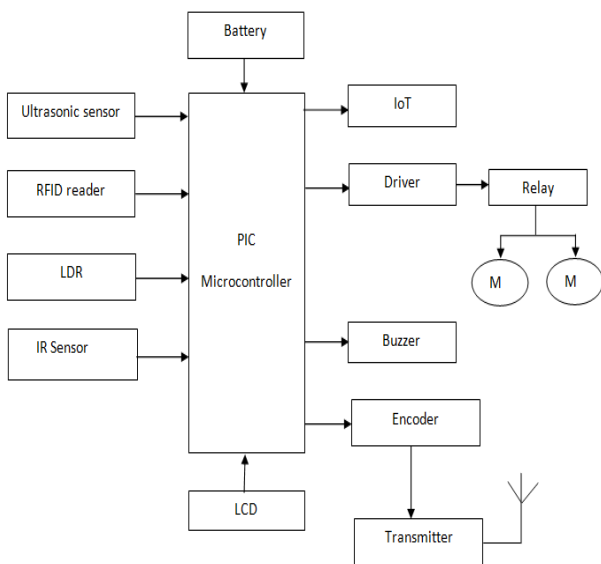 Battery
Ultrasonic sensor
IoT
RFID reader
Driver
Relay
PIC
Microcontroller
LDR
M
M
IR Sensor
Buzzer
Encoder
LCD
Transmitter